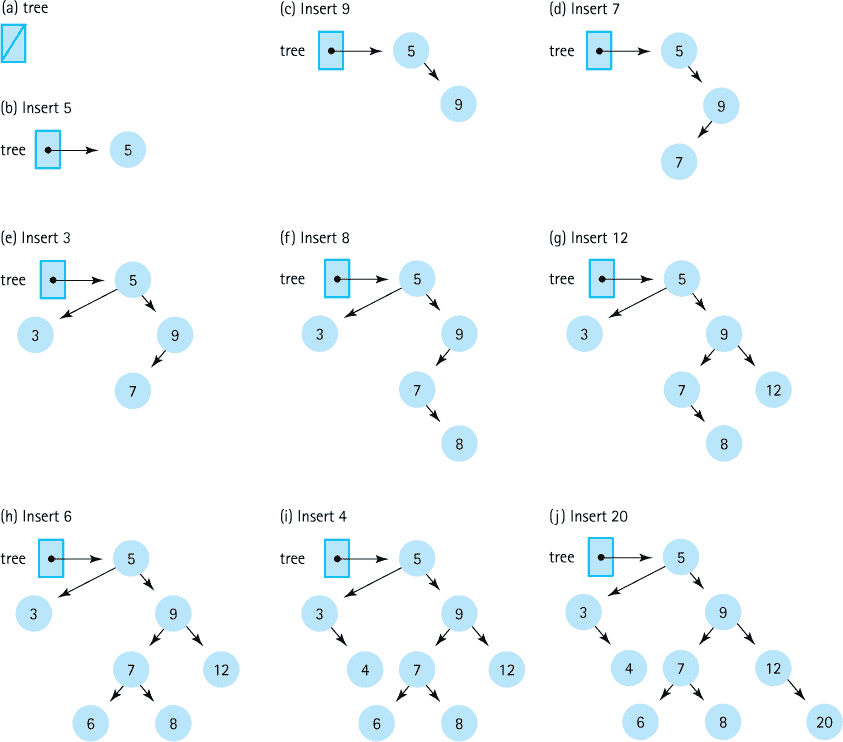 (a) tree
(b) Insert 5
tree 5
(c) Insert 9
tree 5
9
(d) Insert 7
tree 5
9
7
(e) Insert 3
tree 5
3 9
7
(f) Insert 8
tree 5
3 9
7
8
(g) Insert 12
tree 5
3 9
7 12
8
(h) Insert 6
tree 5
3 9
7 12
6 8
(i) Insert 4
tree 5
3 9
4 7 12
6 8
(j) Insert 20
tree 5
3 9
4 7 12
6 8 20